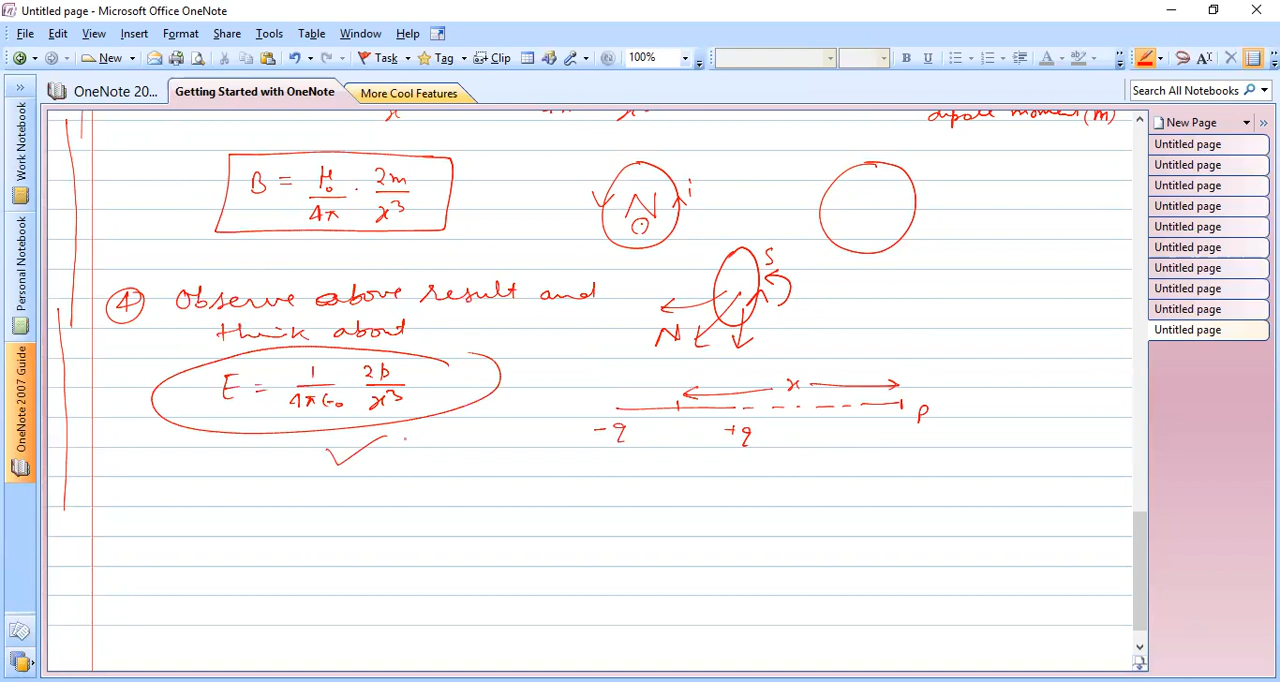 Untitled page - Microsoft Office OneNote
File Edit View Insert Format Share Tools Table Window Help
New Task Tag Clip 100% B U A
OneNote 20... Getting Started with OneNote More Cool Features
Search All Notebooks
Work Notebook
Personal Notebook
OneNote 2007 Guide
New Page
Untitled page
Untitled page
Untitled page
Untitled page
Untitled page
Untitled page
Untitled page
Untitled page
Untitled page
Untitled page
dipole moment (m)
B = μ₀/4π · 2m/x³
N i
S
④ Observe above result and
think about
N
E = 1/4πε₀ 2p/x³
x
-q +q P